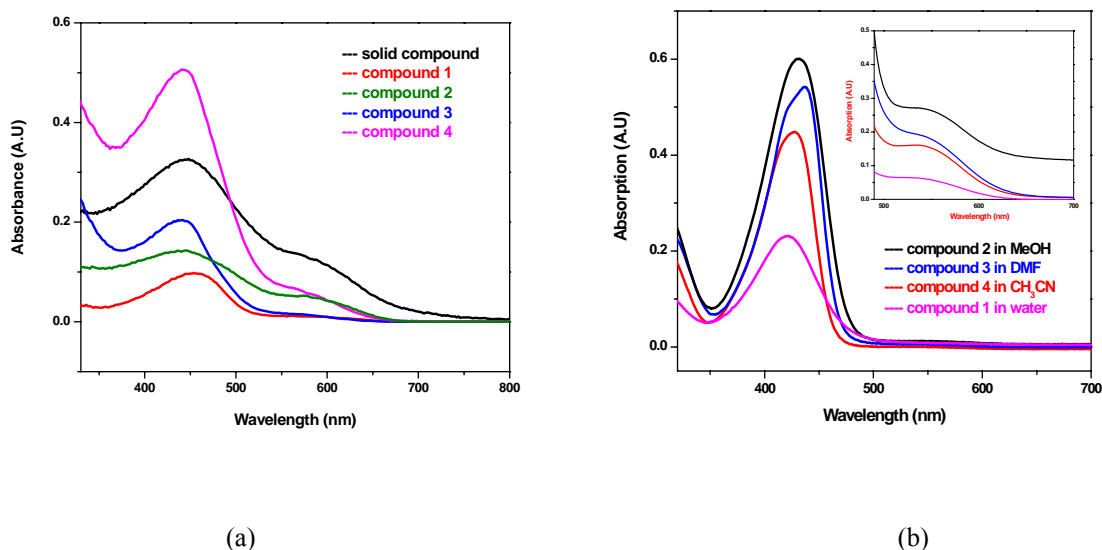 0.6
0.4
0.2
0.0
400
500
600
700
800
Absorbance (A.U)
Wavelength (nm)
--- solid compound
--- compound 1
--- compound 2
--- compound 3
--- compound 4
(a)
0.6
0.4
0.2
0.0
400
500
600
700
Absorption (A.U)
Wavelength (nm)
0.5
0.4
0.3
0.2
0.1
0.0
500
600
700
Absorption (A.U)
Wavelength (nm)
compound 2 in MeOH
compound 3 in DMF
compound 4 in CH3CN
compound 1 in water
(b)